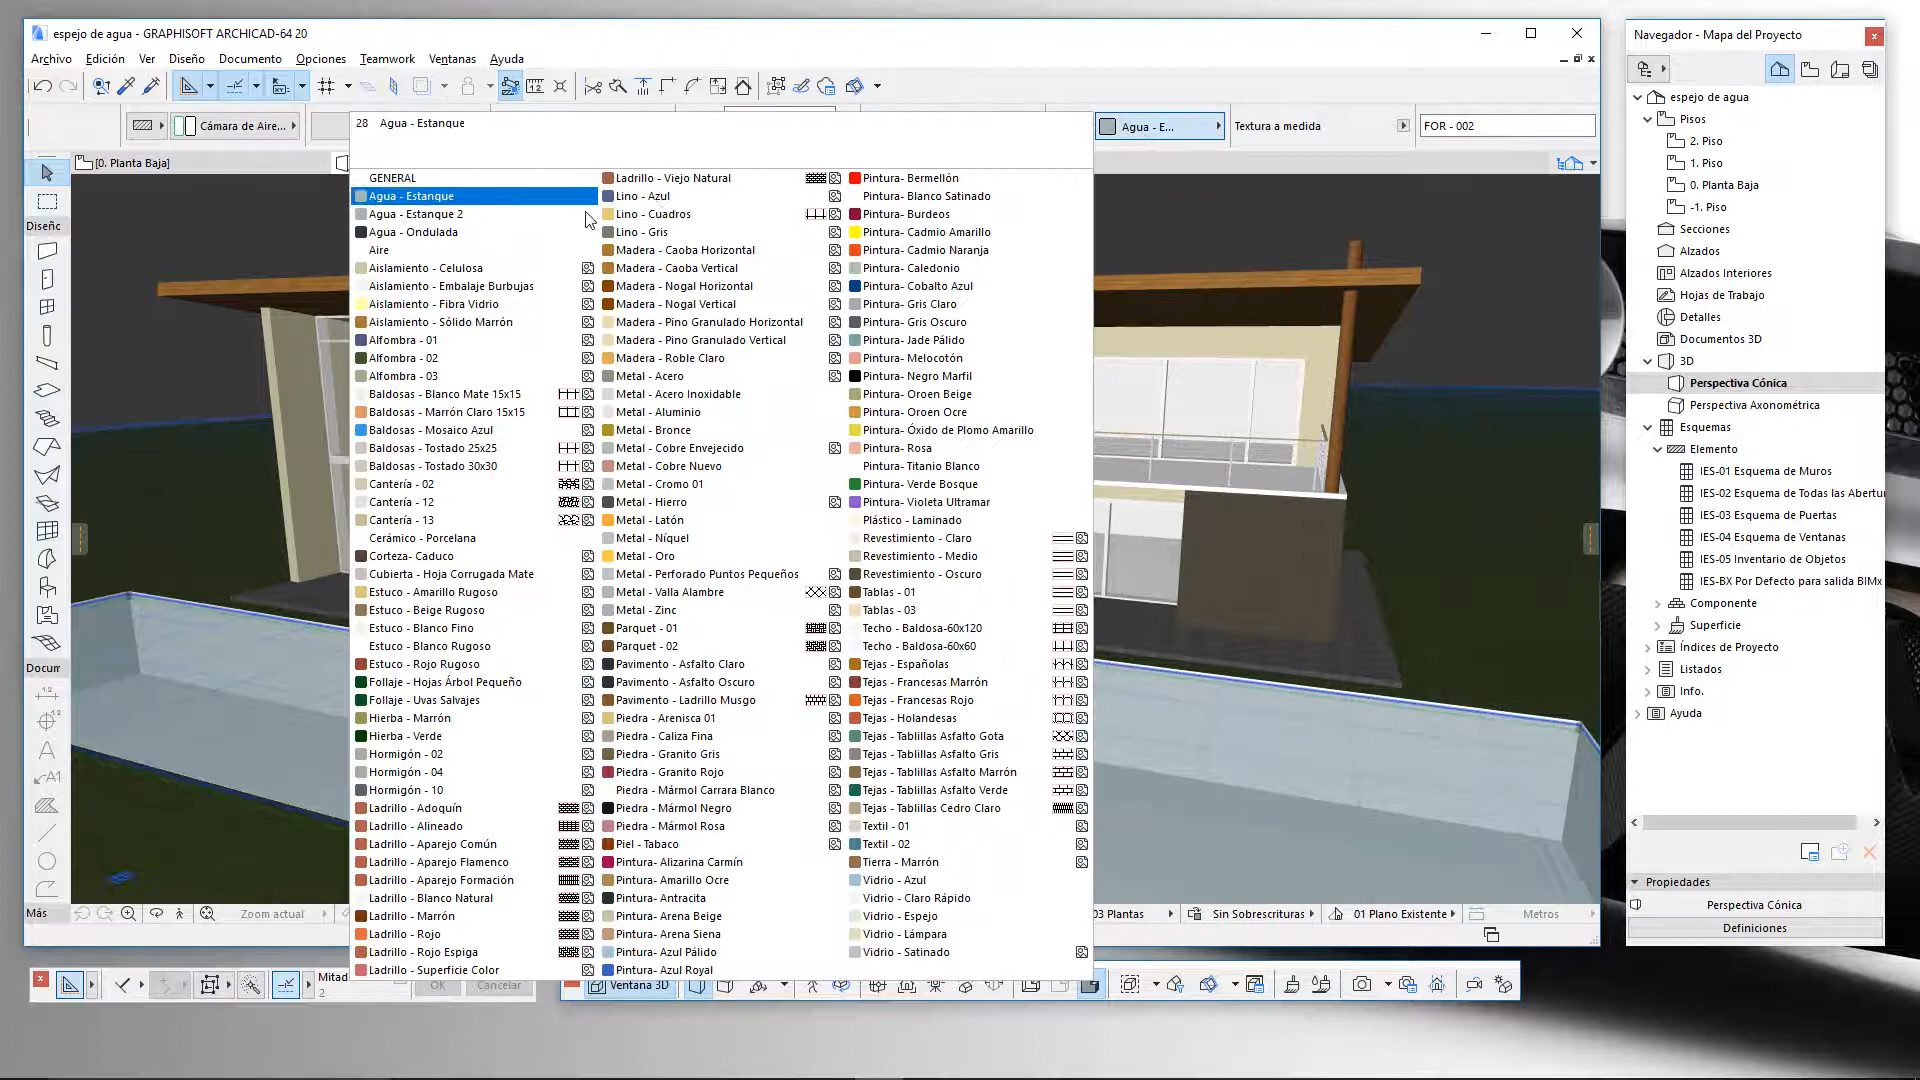 espejo de agua - GRAPHISOFT ARCHICAD-64 20
Archivo Edición Ver Diseño Documento Opciones Teamwork Ventanas Ayuda
Cámara de Aire...
28 Agua - Estanque
Agua - E...
Textura a medida
FOR - 002
[0. Planta Baja]
Diseñc
Docum
Más
GENERAL
Agua - Estanque
Agua - Estanque 2
Agua - Ondulada
Aire
Aislamiento - Celulosa
Aislamiento - Embalaje Burbujas
Aislamiento - Fibra Vidrio
Aislamiento - Sólido Marrón
Alfombra - 01
Alfombra - 02
Alfombra - 03
Baldosas - Blanco Mate 15x15
Baldosas - Marrón Claro 15x15
Baldosas - Mosaico Azul
Baldosas - Tostado 25x25
Baldosas - Tostado 30x30
Cantería - 02
Cantería - 12
Cantería - 13
Cerámico - Porcelana
Corteza- Caduco
Cubierta - Hoja Corrugada Mate
Estuco - Amarillo Rugoso
Estuco - Beige Rugoso
Estuco - Blanco Fino
Estuco - Blanco Rugoso
Estuco - Rojo Rugoso
Follaje - Hojas Árbol Pequeño
Follaje - Uvas Salvajes
Hierba - Marrón
Hierba - Verde
Hormigón - 02
Hormigón - 04
Hormigón - 10
Ladrillo - Adoquín
Ladrillo - Alineado
Ladrillo - Aparejo Común
Ladrillo - Aparejo Flamenco
Ladrillo - Aparejo Formación
Ladrillo - Blanco Natural
Ladrillo - Marrón
Ladrillo - Rojo
Ladrillo - Rojo Espiga
Ladrillo - Superficie Color
Ladrillo - Viejo Natural
Lino - Azul
Lino - Cuadros
Lino - Gris
Madera - Caoba Horizontal
Madera - Caoba Vertical
Madera - Nogal Horizontal
Madera - Nogal Vertical
Madera - Pino Granulado Horizontal
Madera - Pino Granulado Vertical
Madera - Roble Claro
Metal - Acero
Metal - Acero Inoxidable
Metal - Aluminio
Metal - Bronce
Metal - Cobre Envejecido
Metal - Cobre Nuevo
Metal - Cromo 01
Metal - Hierro
Metal - Latón
Metal - Níquel
Metal - Oro
Metal - Perforado Puntos Pequeños
Metal - Valla Alambre
Metal - Zinc
Parquet - 01
Parquet - 02
Pavimento - Asfalto Claro
Pavimento - Asfalto Oscuro
Pavimento - Ladrillo Musgo
Piedra - Arenisca 01
Piedra - Caliza Fina
Piedra - Granito Gris
Piedra - Granito Rojo
Piedra - Mármol Carrara Blanco
Piedra - Mármol Negro
Piedra - Mármol Rosa
Piel - Tabaco
Pintura- Alizarina Carmín
Pintura- Amarillo Ocre
Pintura- Antracita
Pintura- Arena Beige
Pintura- Arena Siena
Pintura- Azul Pálido
Pintura- Azul Royal
Pintura- Bermellón
Pintura- Blanco Satinado
Pintura- Burdeos
Pintura- Cadmio Amarillo
Pintura- Cadmio Naranja
Pintura- Caledonio
Pintura- Cobalto Azul
Pintura- Gris Claro
Pintura- Gris Oscuro
Pintura- Jade Pálido
Pintura- Melocotón
Pintura- Negro Marfil
Pintura- Oroen Beige
Pintura- Oroen Ocre
Pintura- Óxido de Plomo Amarillo
Pintura- Rosa
Pintura- Titanio Blanco
Pintura- Verde Bosque
Pintura- Violeta Ultramar
Plástico - Laminado
Revestimiento - Claro
Revestimiento - Medio
Revestimiento - Oscuro
Tablas - 01
Tablas - 03
Techo - Baldosa-60x120
Techo - Baldosa-60x60
Tejas - Españolas
Tejas - Francesas Marrón
Tejas - Francesas Rojo
Tejas - Holandesas
Tejas - Tablillas Asfalto Gota
Tejas - Tablillas Asfalto Gris
Tejas - Tablillas Asfalto Marrón
Tejas - Tablillas Asfalto Verde
Tejas - Tablillas Cedro Claro
Textil - 01
Textil - 02
Tierra - Marrón
Vidrio - Azul
Vidrio - Claro Rápido
Vidrio - Espejo
Vidrio - Lámpara
Vidrio - Satinado
Zoom actual
03 Plantas
Sin Sobrescrituras
01 Plano Existente
Metros
Mitad
2
OK
Cancelar
Ventana 3D
Navegador - Mapa del Proyecto
espejo de agua
Pisos
2. Piso
1. Piso
0. Planta Baja
-1. Piso
Secciones
Alzados
Alzados Interiores
Hojas de Trabajo
Detalles
Documentos 3D
3D
Perspectiva Cónica
Perspectiva Axonométrica
Esquemas
Elemento
IES-01 Esquema de Muros
IES-02 Esquema de Todas las Abertur
IES-03 Esquema de Puertas
IES-04 Esquema de Ventanas
IES-05 Inventario de Objetos
IES-BX Por Defecto para salida BIMx
Componente
Superficie
Índices de Proyecto
Listados
Info.
Ayuda
Propiedades
Perspectiva Cónica
Definiciones